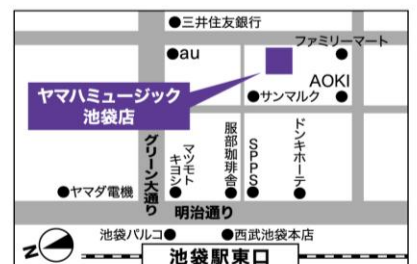 ●三井住友銀行
ファミリーマート
●au
AOKI
ヤマハミュージック
池袋店
●サンマルク
グリーン大通り
マツモト
キヨシ
服部珈琲舎
SPPS
ドンキホーテ
●ヤマダ電機
明治通り
池袋パルコ●
●西武池袋本店
N
池袋駅東口